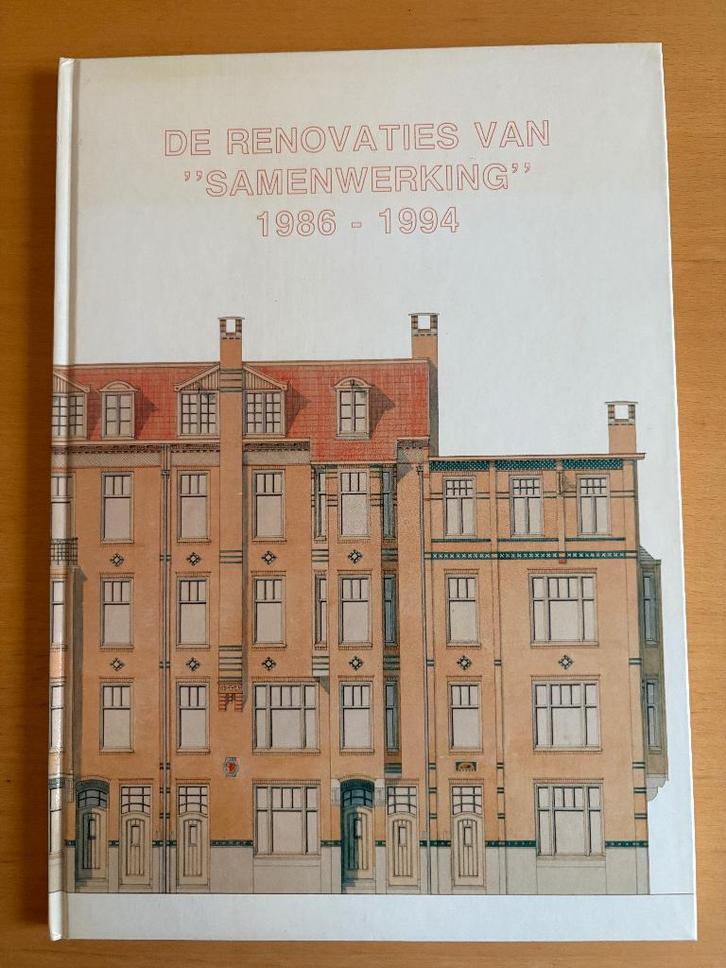 DE RENOVATIES VAN
”SAMENWERKING”
1986 - 1994